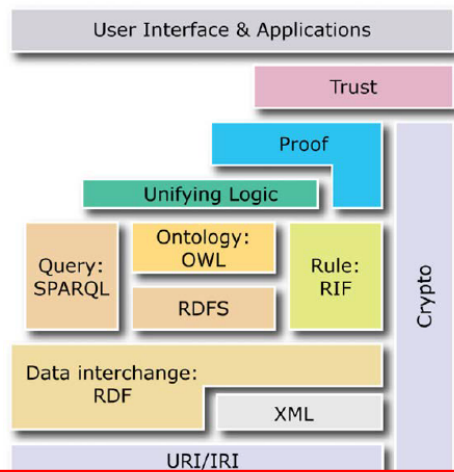 User Interface & Applications
Trust
Proof
Unifying Logic
Query:
SPARQL
Ontology:
OWL
RDFS
Rule:
RIF
Crypto
Data interchange:
RDF
XML
URI/IRI